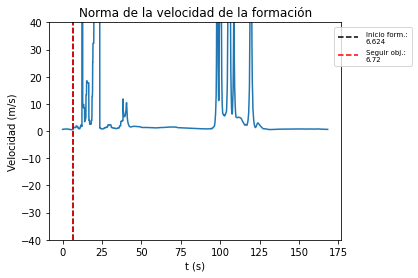 Norma de la velocidad de la formación
40
30
20
10
0
−10
−20
−30
−40
Velocidad (m/s)
0 25 50 75 100 125 150 175
t (s)
Inicio form.:
6.624
Seguir obj.:
6.72